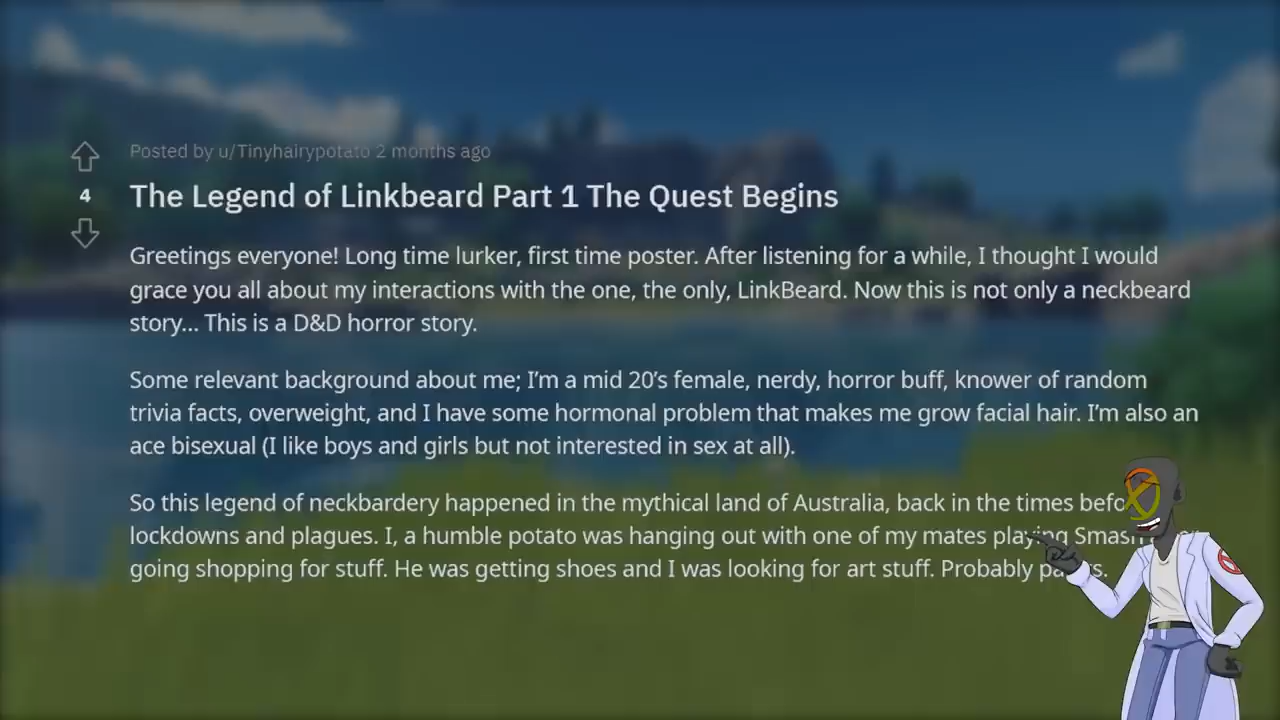 Posted by u/Tinyhairypotato 2 months ago
4
The Legend of Linkbeard Part 1 The Quest Begins
Greetings everyone! Long time lurker, first time poster. After listening for a while, I thought I would
grace you all about my interactions with the one, the only, LinkBeard. Now this is not only a neckbeard
story... This is a D&D horror story.
Some relevant background about me; I'm a mid 20's female, nerdy, horror buff, knower of random
trivia facts, overweight, and I have some hormonal problem that makes me grow facial hair. I'm also an
ace bisexual (I like boys and girls but not interested in sex at all).
So this legend of neckbardery happened in the mythical land of Australia, back in the times
lockdowns and plagues. I, a humble potato was hanging out with one of my mates playing Smash
going shopping for stuff. He was getting shoes and I was looking for art stuff. Probably